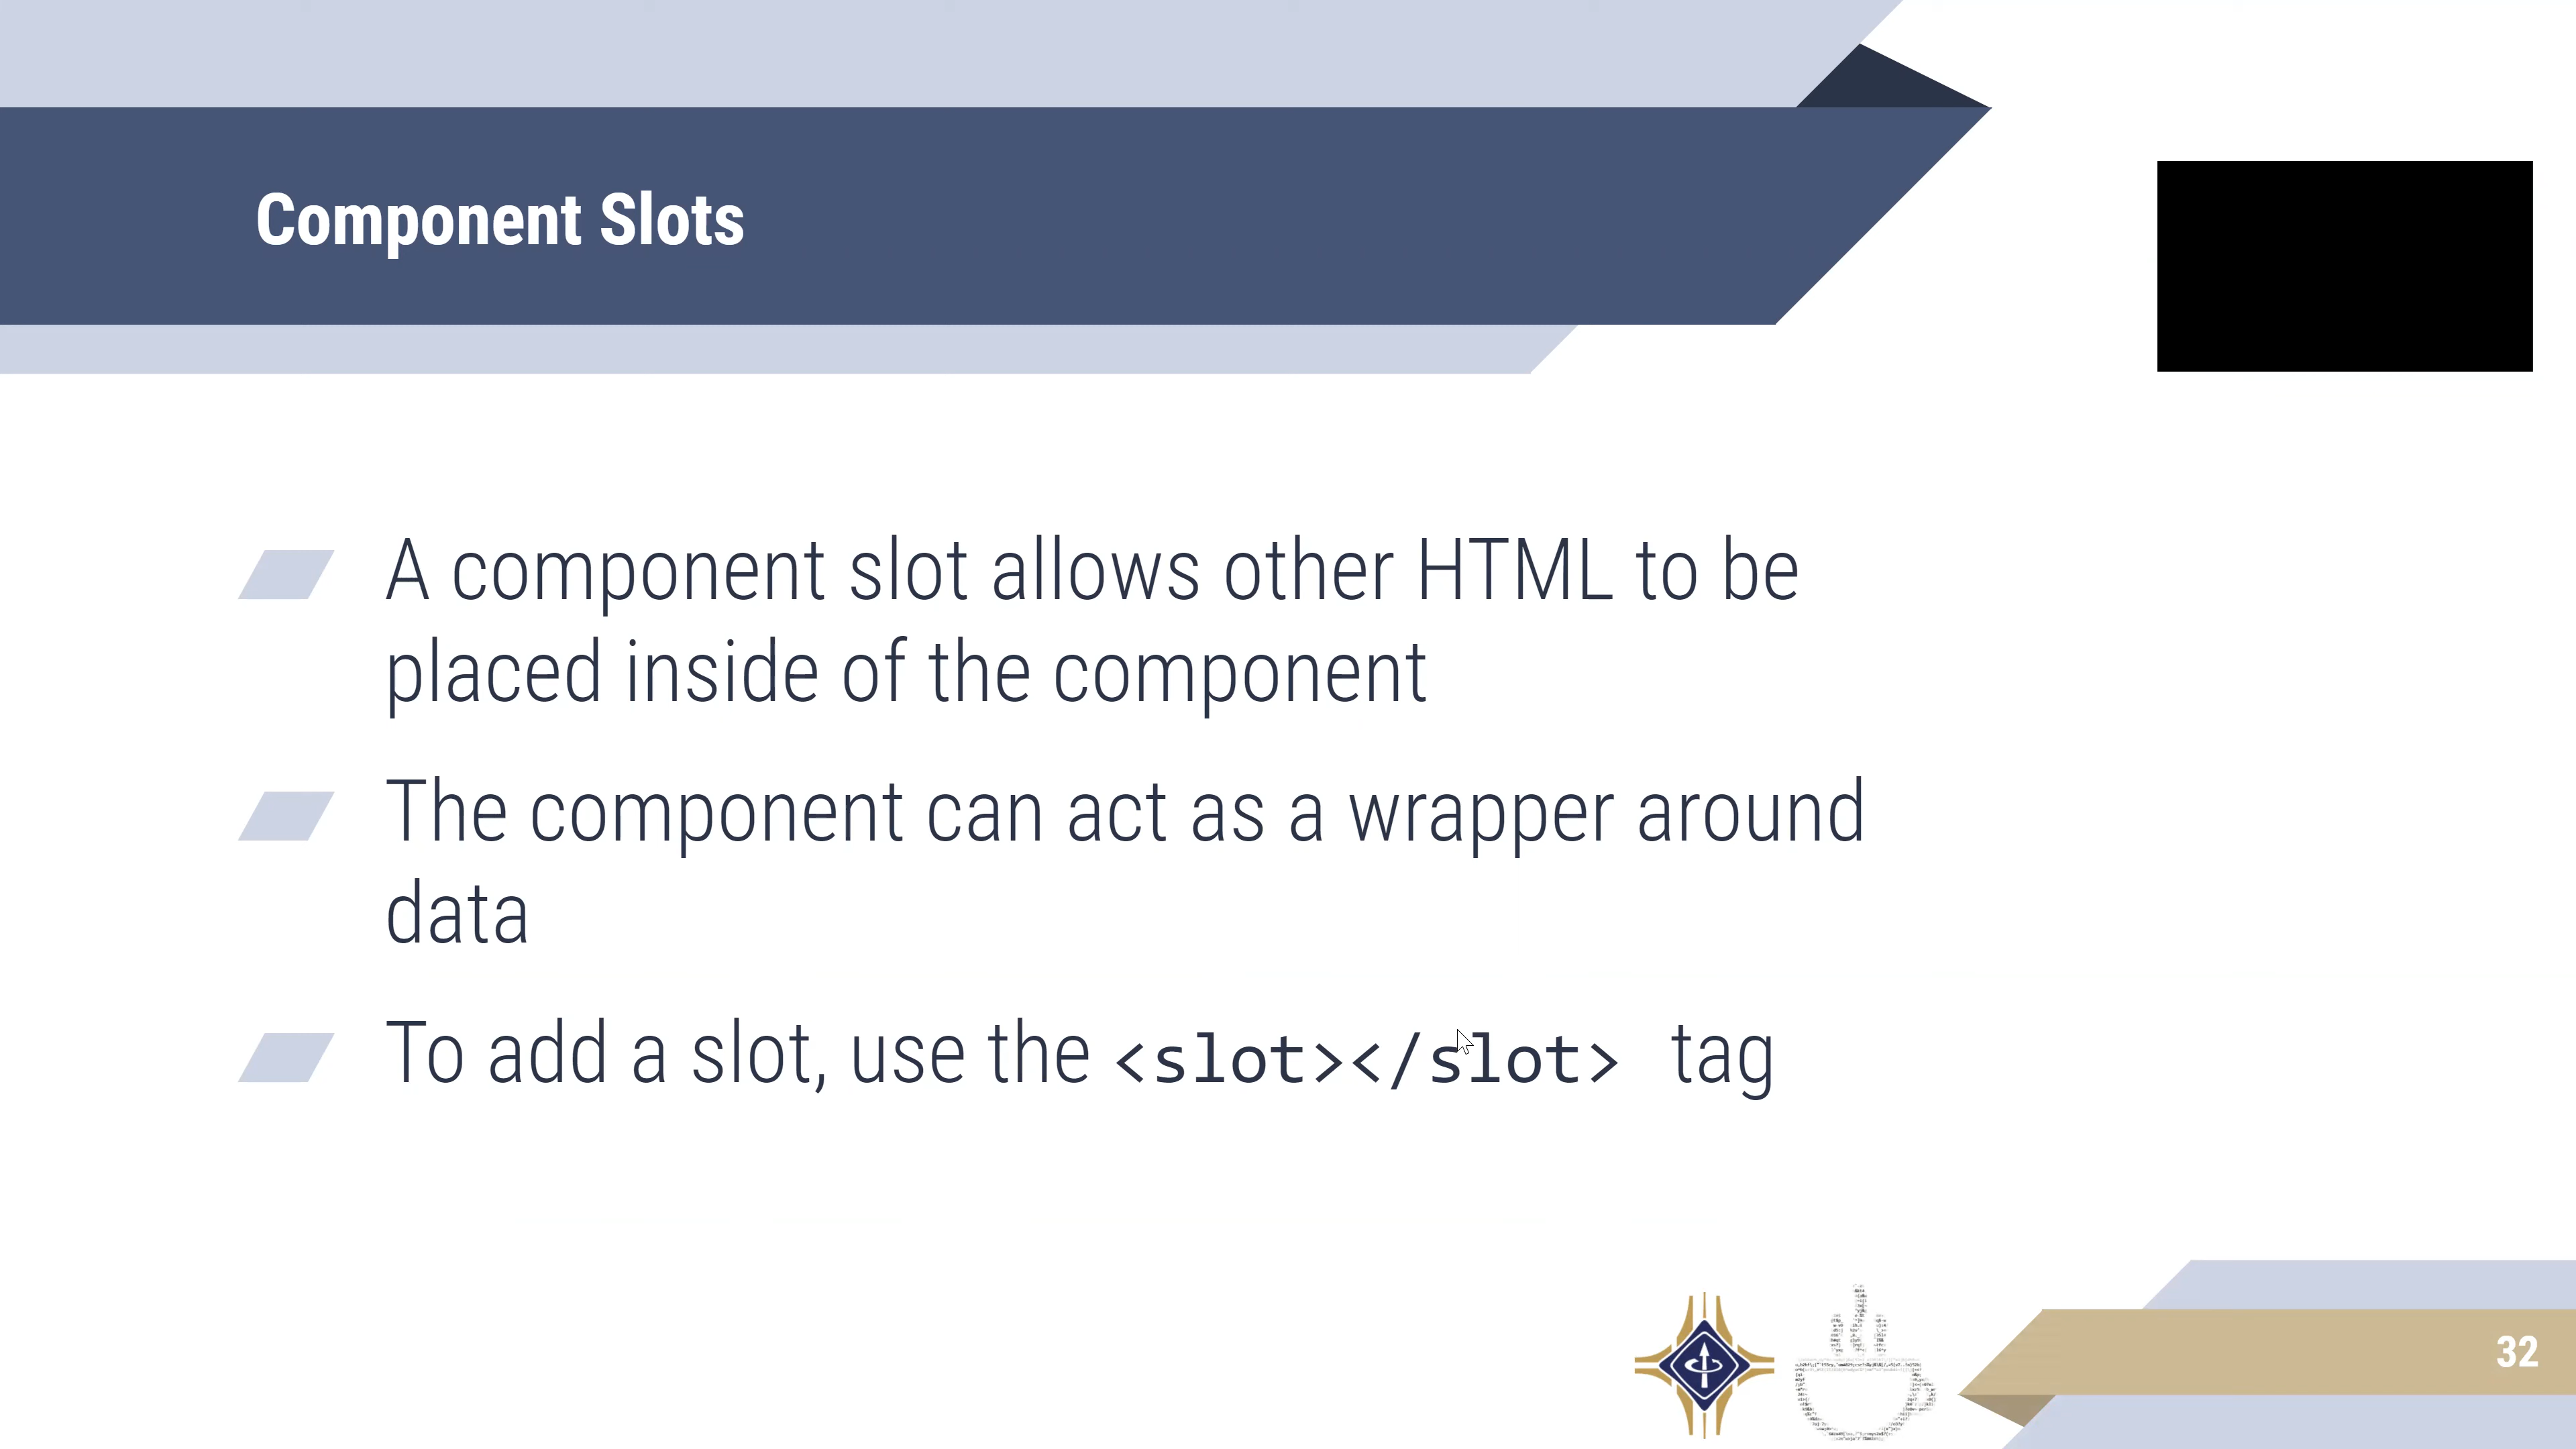 Component Slots
A component slot allows other HTML to be
placed inside of the component
The component can act as a wrapper around
data
To add a slot, use the <slot></slot> tag
32